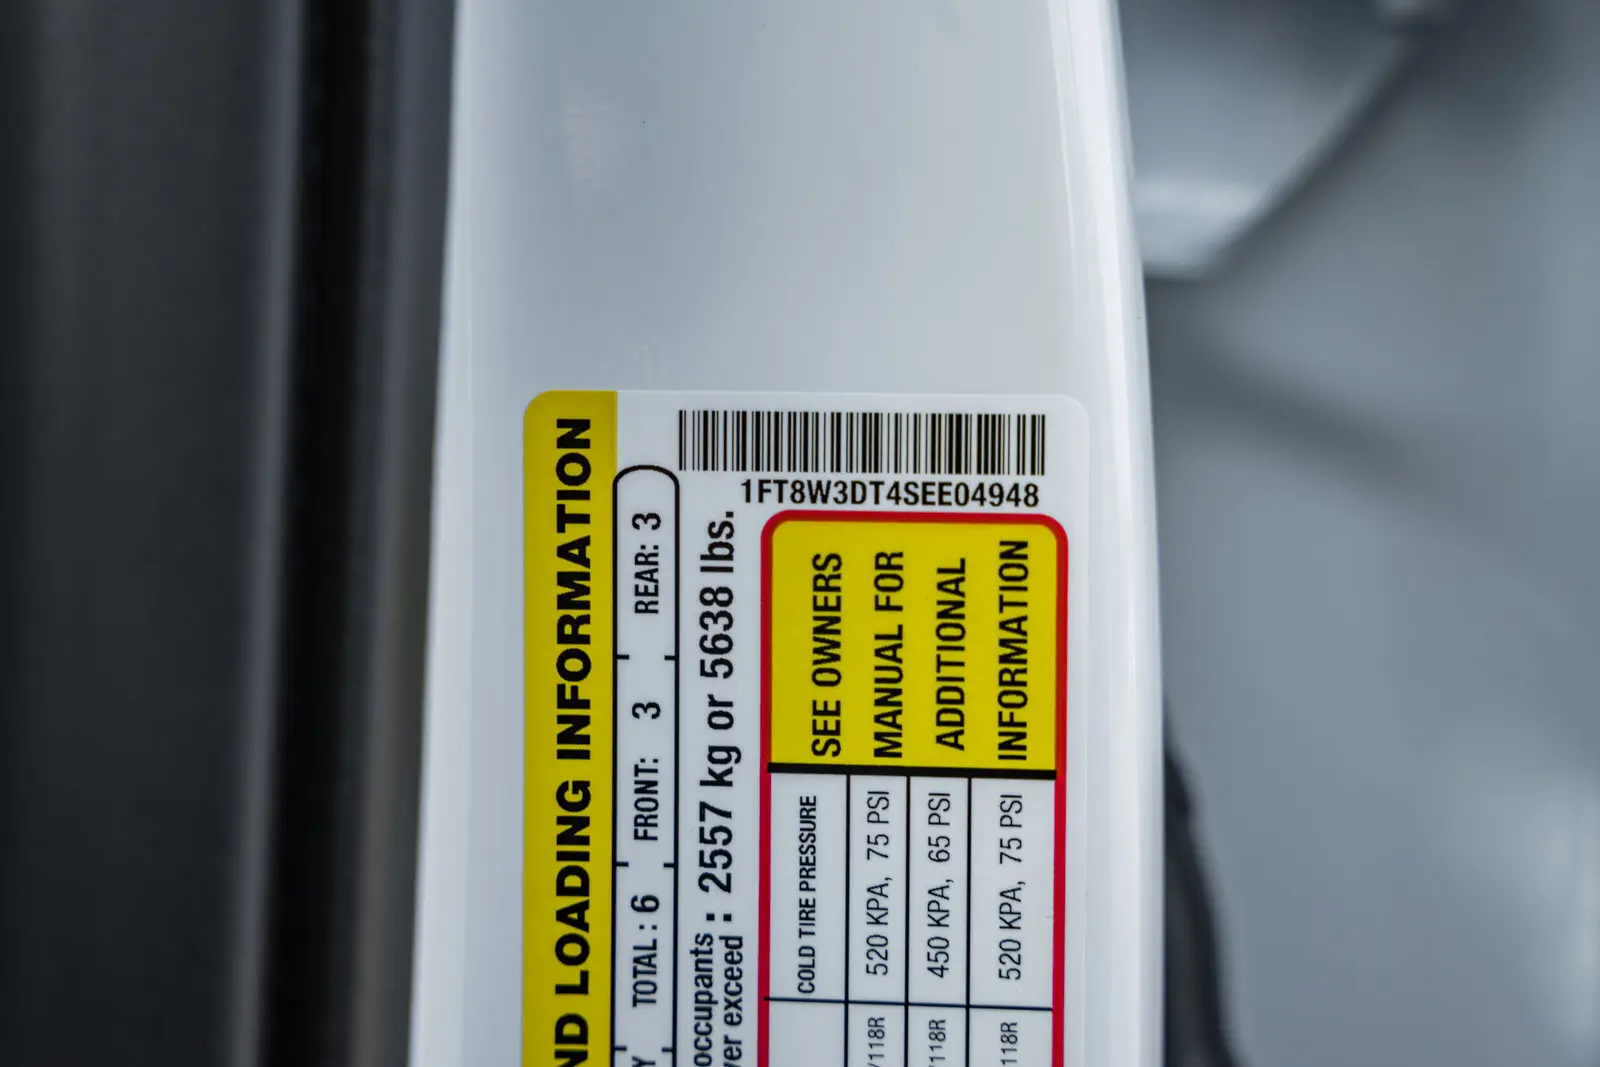 1FT8W3DT4SEE04948
ND LOADING INFORMATION
Y TOTAL: 6 FRONT: 3 REAR: 3
occupants
ver exceed : 2557 kg or 5638 lbs.
COLD TIRE PRESSURE
/118R 520 KPA, 75 PSI
/118R 450 KPA, 65 PSI
118R 520 KPA, 75 PSI
SEE OWNERS
MANUAL FOR
ADDITIONAL
INFORMATION